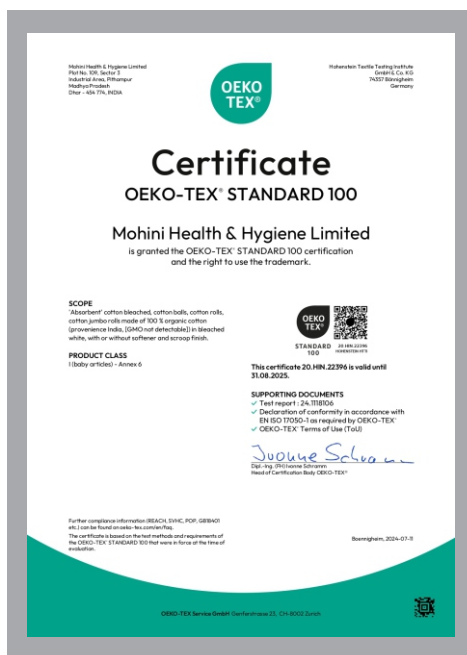 Mohini Health & Hygiene Limited
Plot No. 109, Sector 3
Industrial Area, Pithampur
Madhya Pradesh
Dhar - 454 774, INDIA
Hohenstein Textile Testing Institute
GmbH & Co. KG
74357 Bönnigheim
Germany
OEKO
TEX®
Certificate
OEKO-TEX® STANDARD 100
Mohini Health & Hygiene Limited
is granted the OEKO-TEX® STANDARD 100 certification
and the right to use the trademark.
SCOPE
"Absorbent" cotton bleached, cotton balls, cotton rolls,
cotton jumbo rolls made of 100 % organic cotton
(provenience India, [GMO not detectable]) in bleached
white, with or without softener and scroop finish.
PRODUCT CLASS
I (baby articles) - Annex 6
OEKO
TEX®
STANDARD
100
20.HIN.22396
HOHENSTEIN HTTI
This certificate 20.HIN.22396 is valid until
31.08.2025.
SUPPORTING DOCUMENTS
✓ Test report : 24.1118106
✓ Declaration of conformity in accordance with
EN ISO 17050-1 as required by OEKO-TEX®
✓ OEKO-TEX® Terms of Use (ToU)
Ivonne Schramm
Dipl.-Ing. (FH) Ivonne Schramm
Head of Certification Body OEKO-TEX®
Further compliance information (REACH, SVHC, POP, GB18401
etc.) can be found on oeko-tex.com/en/faq.
The certificate is based on the test methods and requirements of
the OEKO-TEX® STANDARD 100 that were in force at the time of
evaluation.
Boennigheim, 2024-07-11
OEKO-TEX Service GmbH Genferstrasse 23, CH-8002 Zurich